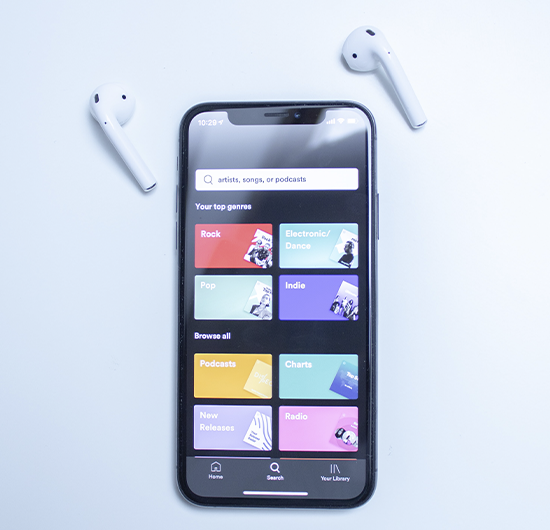 10:29
artists, songs, or podcasts
Your top genres
Rock
Electronic/
Dance
Pop
Indie
Browse all
Podcasts
Charts
New
Releases
Radio
Home
Search
Your Library